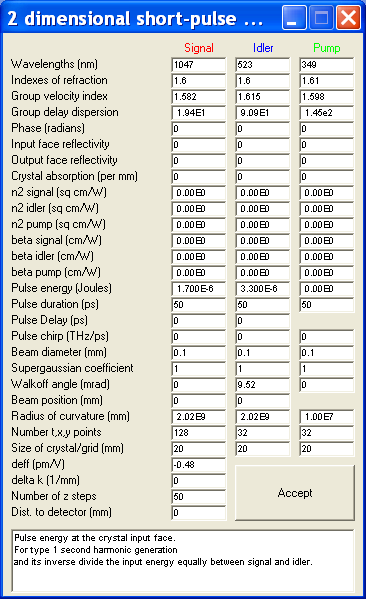 2 dimensional short-pulse ...
Signal Idler Pump
Wavelengths (nm) 1047 523 349
Indexes of refraction 1.6 1.6 1.61
Group velocity index 1.582 1.615 1.598
Group delay dispersion 1.94E1 9.09E1 1.45e2
Phase (radians) 0 0 0
Input face reflectivity 0 0 0
Output face reflectivity 0 0 0
Crystal absorption (per mm) 0 0 0
n2 signal (sq cm/W) 0.00E0 0.00E0 0.00E0
n2 idler (sq cm/W) 0.00E0 0.00E0 0.00E0
n2 pump (sq cm/W) 0.00E0 0.00E0 0.00E0
beta signal (cm/W) 0.00E0 0.00E0 0.00E0
beta idler (cm/W) 0.00E0 0.00E0 0.00E0
beta pump (cm/W) 0.00E0 0.00E0 0.00E0
Pulse energy (Joules) 1.700E-6 3.300E-6 0.00E0
Pulse duration (ps) 50 50 50
Pulse Delay (ps) 0 0
Pulse chirp (THz/ps) 0 0 0
Beam diameter (mm) 0.1 0.1 0.1
Supergaussian coefficient 1 1 1
Walkoff angle (mrad) 0 9.52 0
Beam position (mm) 0 0
Radius of curvature (mm) 2.02E9 2.02E9 1.00E7
Number t,x,y points 128 32 32
Size of crystal/grid (mm) 20 20 20
deff (pm/V) -0.48
delta k (1/mm) 0
Number of z steps 50
Dist. to detector (mm) 0
Accept
Pulse energy at the crystal input face.
For type 1 second harmonic generation
and its inverse divide the input energy equally between signal and idler.